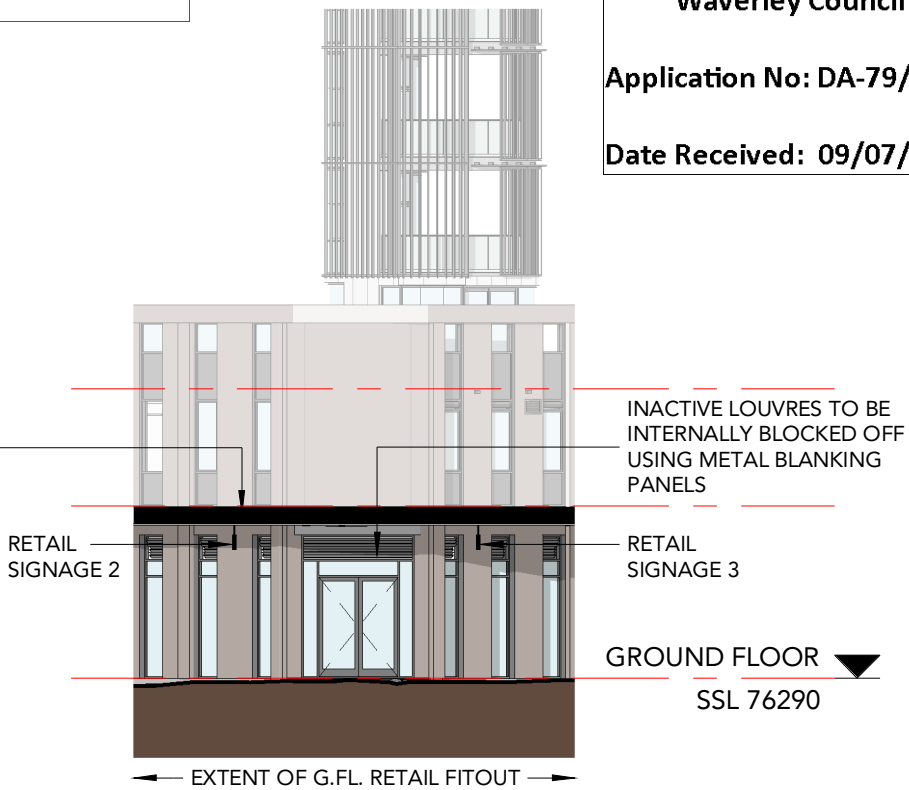 Waverley Council
Application No: DA-79/
Date Received: 09/07/
INACTIVE LOUVRES TO BE
INTERNALLY BLOCKED OFF
USING METAL BLANKING
PANELS
RETAIL
SIGNAGE 2
RETAIL
SIGNAGE 3
GROUND FLOOR
SSL 76290
EXTENT OF G.FL. RETAIL FITOUT